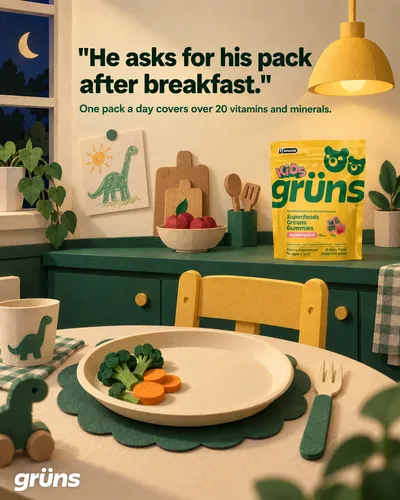 "He asks for his pack
after breakfast."
One pack a day covers over 20 vitamins and minerals.
KiDS
grüns
Superfoods
Greens
Gummies
grüns